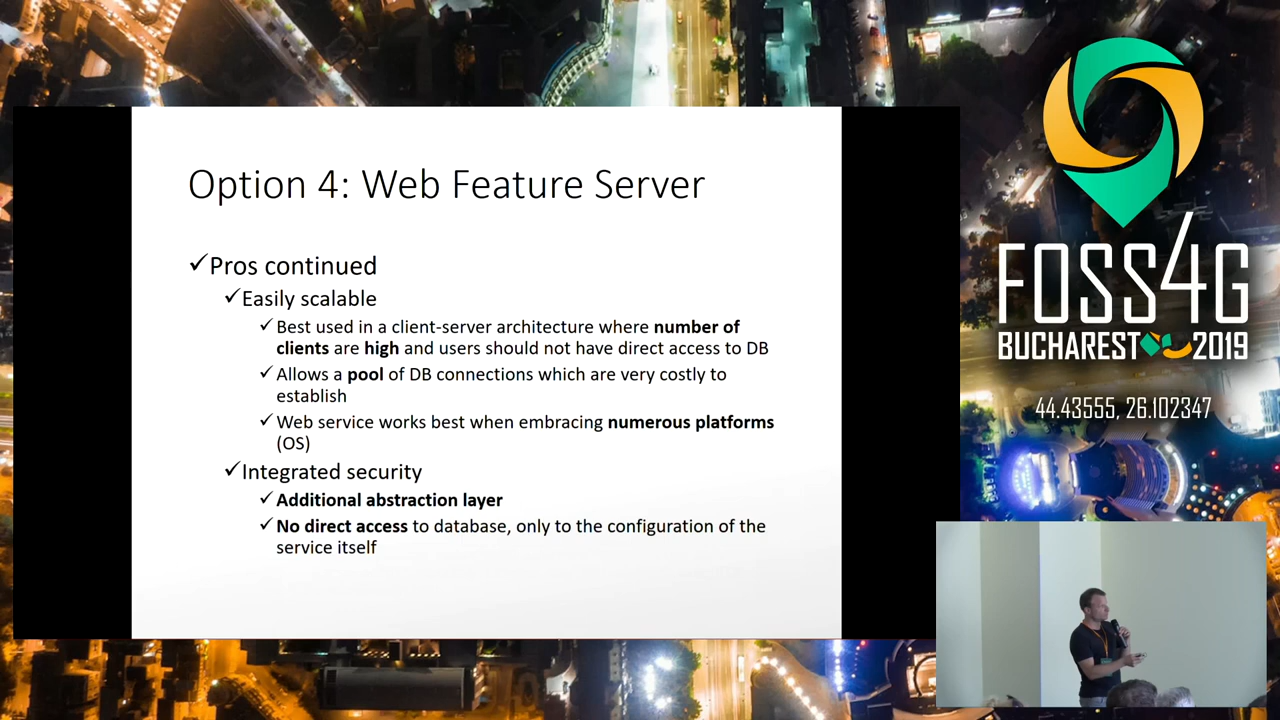 Option 4: Web Feature Server
✓Pros continued
✓Easily scalable
✓Best used in a client-server architecture where number of
clients are high and users should not have direct access to DB
✓Allows a pool of DB connections which are very costly to
establish
✓Web service works best when embracing numerous platforms
(OS)
✓Integrated security
✓Additional abstraction layer
✓No direct access to database, only to the configuration of the
service itself
FOSS4G
BUCHAREST 2019
44.43555, 26.102347